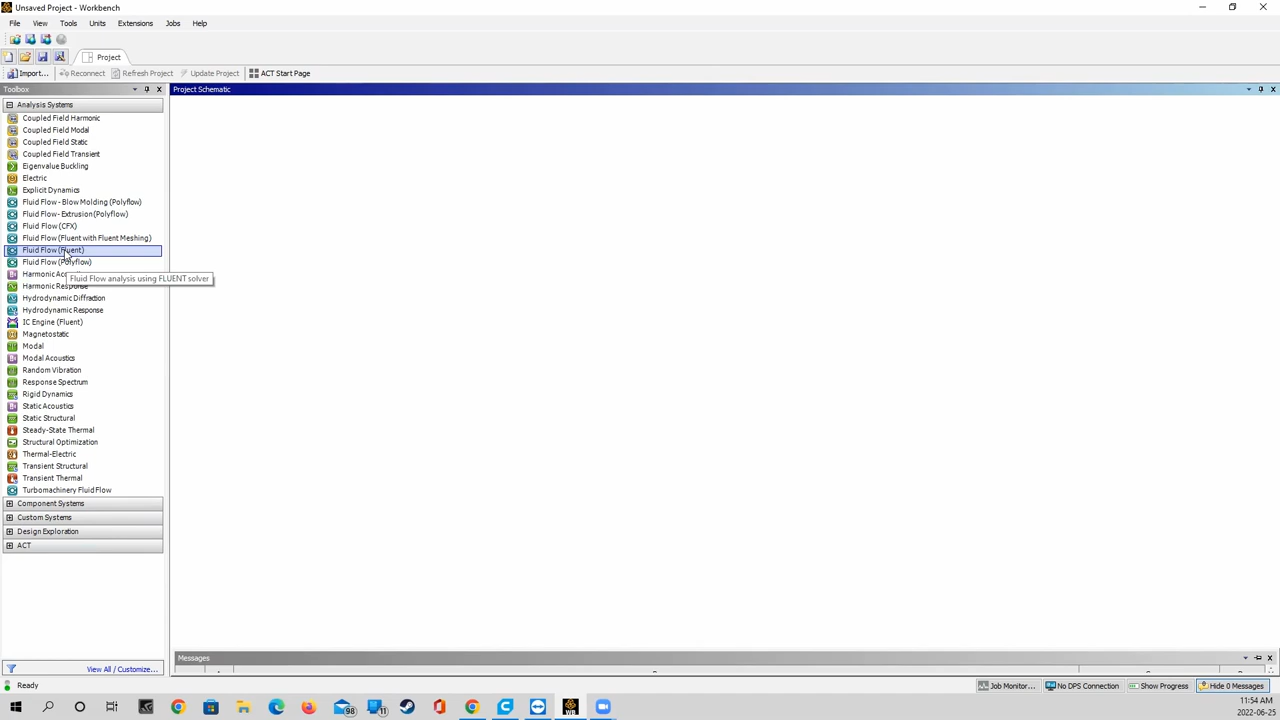 Unsaved Project - Workbench
File View Tools Units Extensions Jobs Help
Project
Import... Reconnect Refresh Project Update Project ACT Start Page
Toolbox
Project Schematic
Analysis Systems
Coupled Field Harmonic
Coupled Field Modal
Coupled Field Static
Coupled Field Transient
Eigenvalue Buckling
Electric
Explicit Dynamics
Fluid Flow - Blow Molding (Polyflow)
Fluid Flow- Extrusion (Polyflow)
Fluid Flow (CFX)
Fluid Flow (Fluent with Fluent Meshing)
Fluid Flow (Fluent)
Fluid Flow (Polyflow)
Harmonic
Fluid Flow analysis using FLUENT solver
Harmonic Response
Hydrodynamic Diffraction
Hydrodynamic Response
IC Engine (Fluent)
Magnetostatic
Modal
Modal Acoustics
Random Vibration
Response Spectrum
Rigid Dynamics
Static Acoustics
Static Structural
Steady-State Thermal
Structural Optimization
Thermal-Electric
Transient Structural
Transient Thermal
Turbomachinery Fluid Flow
Component Systems
Custom Systems
Design Exploration
ACT
Messages
View All / Customize...
Ready
Job Monitor... No DPS Connection Show Progress Hide 0 Messages
98
11
11:54 AM
2022-06-25